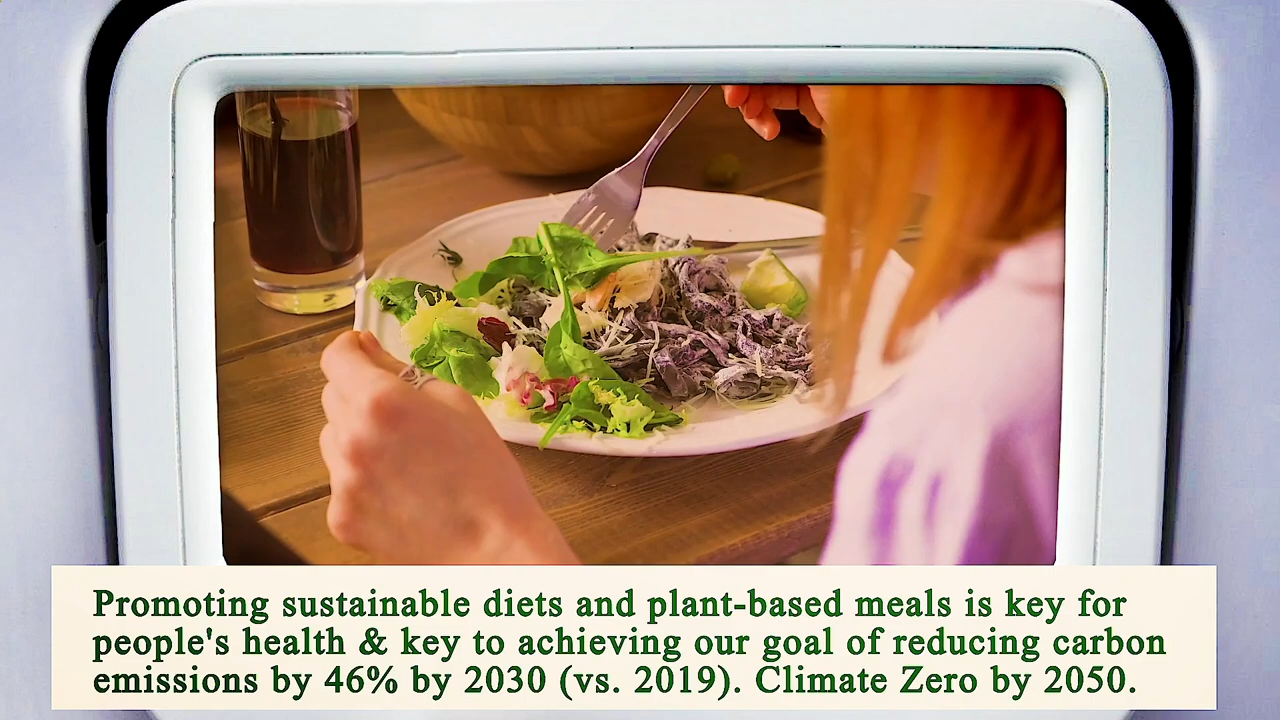 Promoting sustainable diets and plant-based meals is key for
people's health & key to achieving our goal of reducing carbon
emissions by 46% by 2030 (vs. 2019). Climate Zero by 2050.